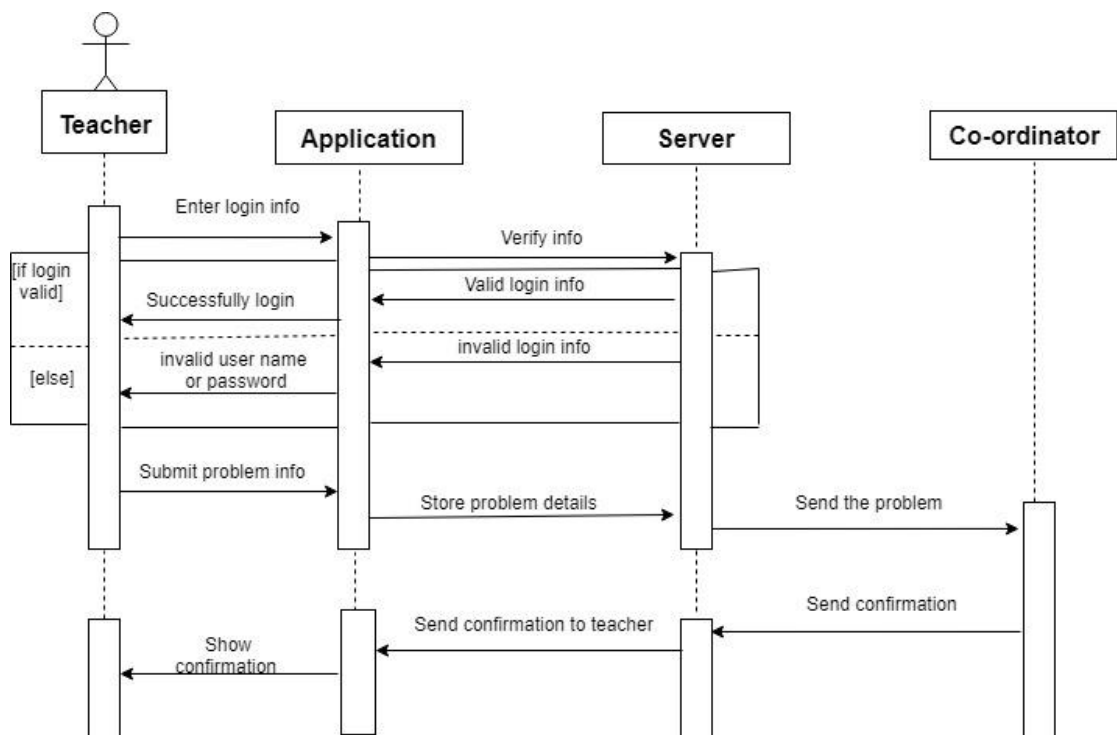 Teacher
Application
Server
Co-ordinator
Enter login info
Verify info
[if login
valid]
Valid login info
Successfully login
invalid login info
[else]
invalid user name
or password
Submit problem info
Store problem details
Send the problem
Send confirmation
Send confirmation to teacher
Show
confirmation